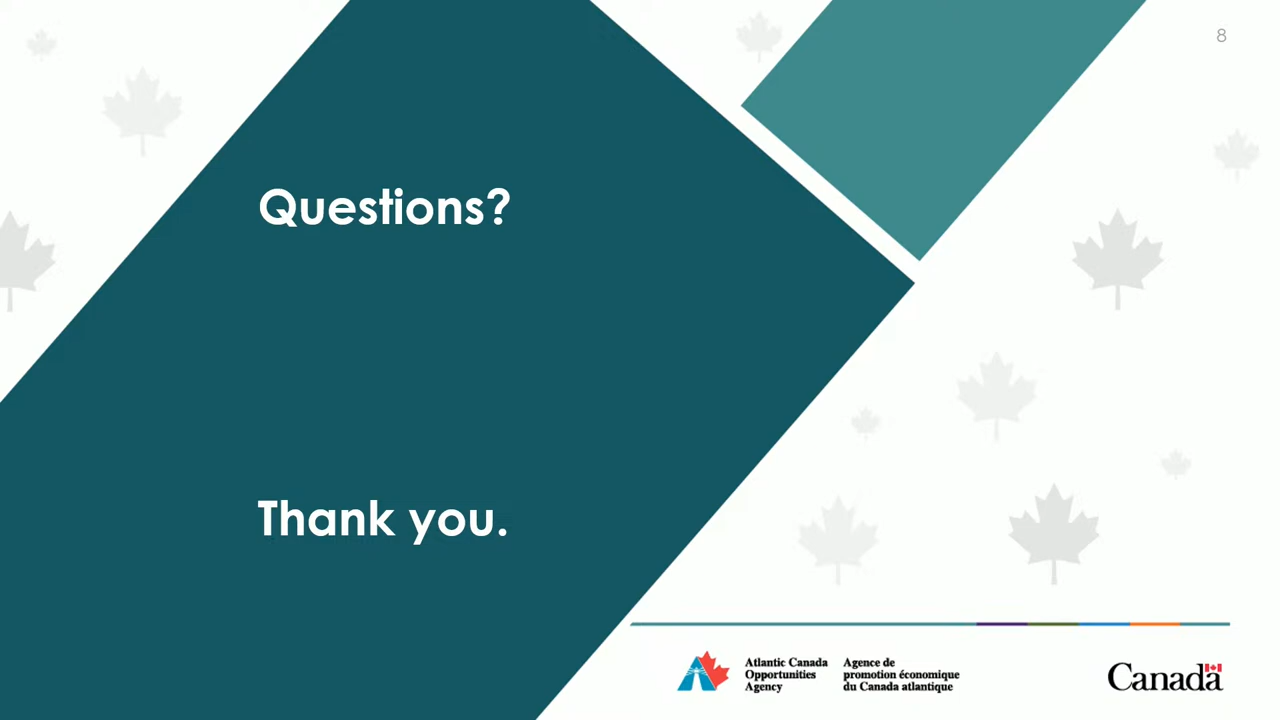 8
Questions?
Thank you.
Atlantic Canada
Opportunities
Agency
Agence de
promotion économique
du Canada atlantique
Canada